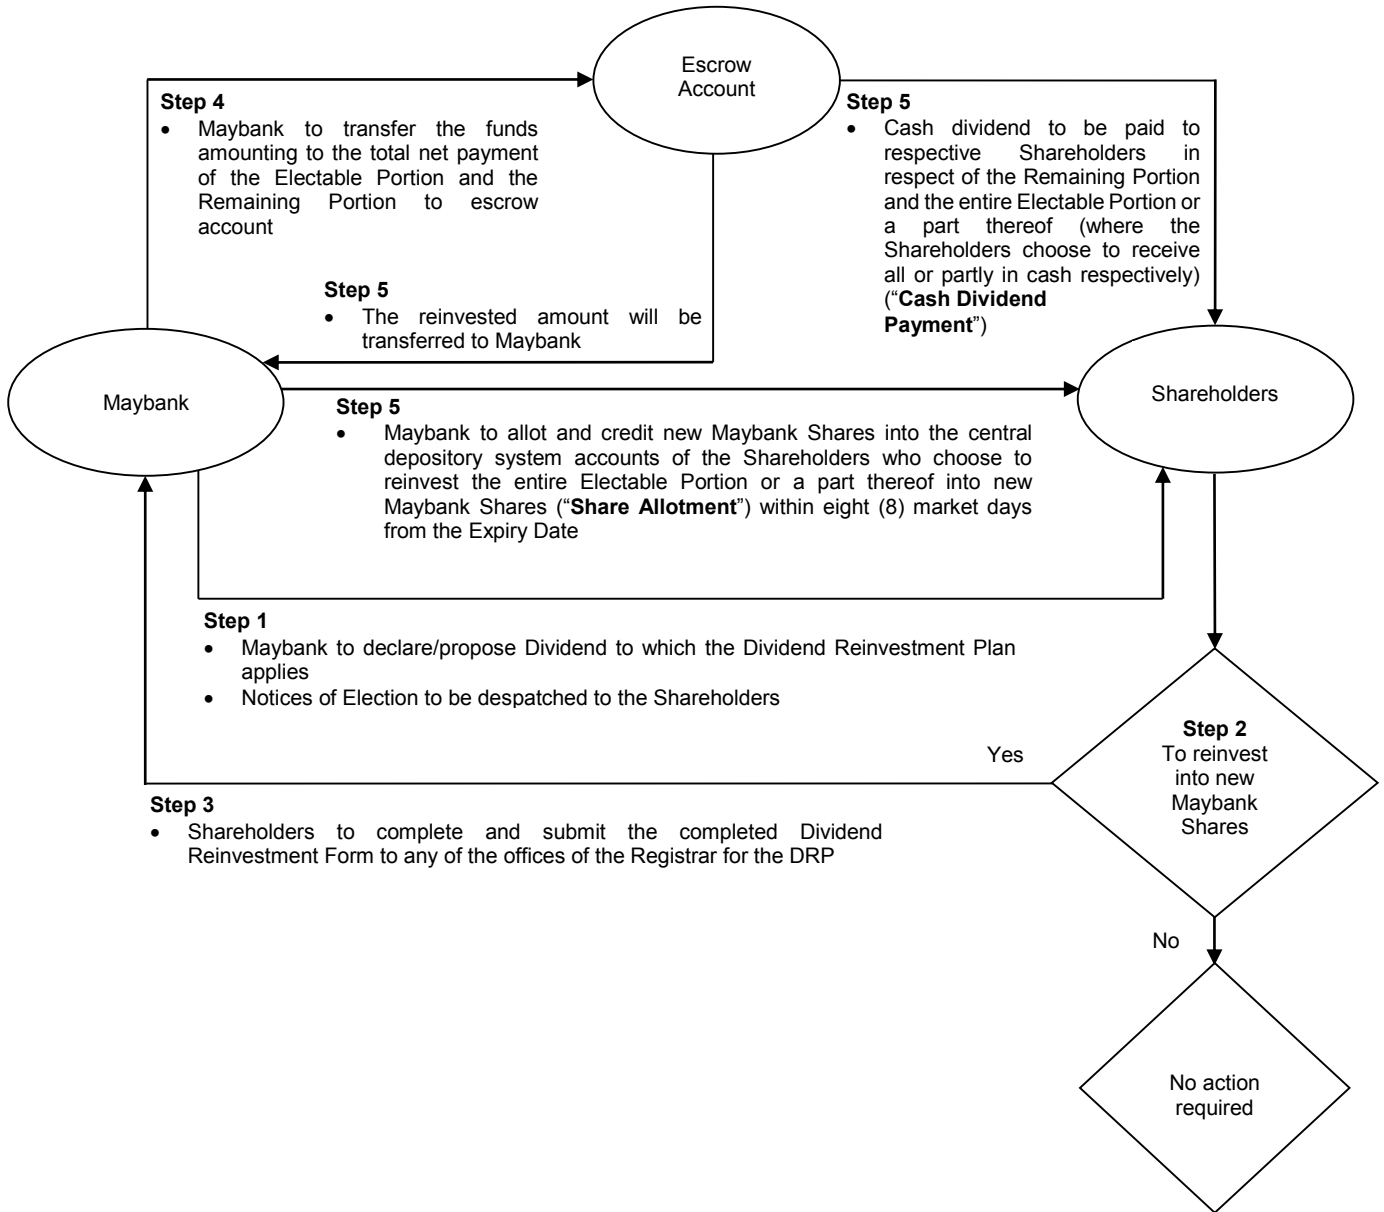 Escrow
Account
Step 4
• Maybank to transfer the funds
amounting to the total net payment
of the Electable Portion and the
Remaining Portion to escrow
account
Step 5
• Cash dividend to be paid to
respective Shareholders in
respect of the Remaining Portion
and the entire Electable Portion or
a part thereof (where the
Shareholders choose to receive
all or partly in cash respectively)
(“Cash Dividend
Payment”)
Step 5
• The reinvested amount will be
transferred to Maybank
Maybank
Shareholders
Step 5
• Maybank to allot and credit new Maybank Shares into the central
depository system accounts of the Shareholders who choose to
reinvest the entire Electable Portion or a part thereof into new
Maybank Shares (“Share Allotment”) within eight (8) market days
from the Expiry Date
Step 1
• Maybank to declare/propose Dividend to which the Dividend Reinvestment Plan
applies
• Notices of Election to be despatched to the Shareholders
Step 2
To reinvest
into new
Maybank
Shares
Yes
Step 3
• Shareholders to complete and submit the completed Dividend
Reinvestment Form to any of the offices of the Registrar for the DRP
No
No action
required